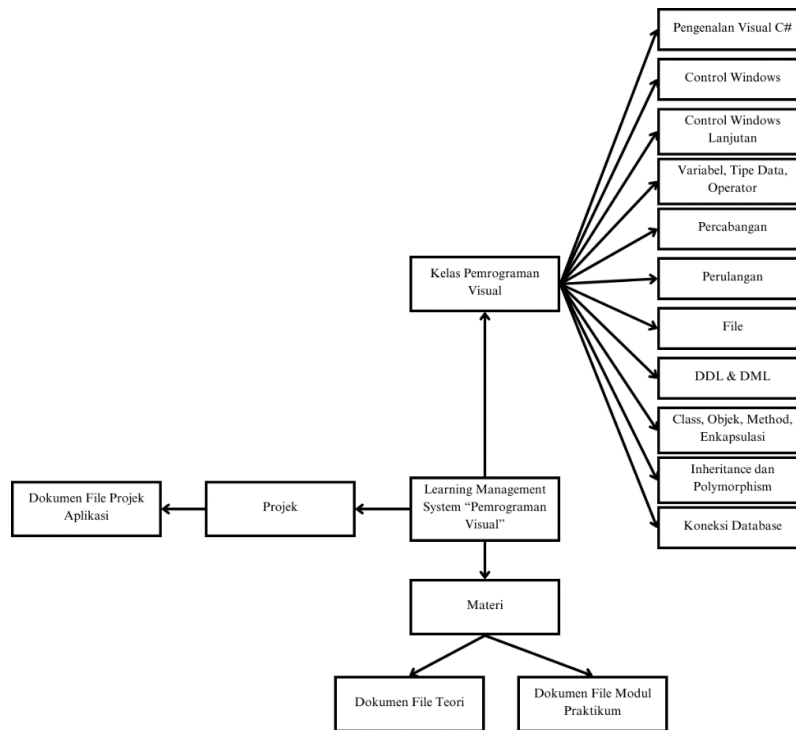 Pengenalan Visual C#
Control Windows
Control Windows
Lanjutan
Variabel, Tipe Data,
Operator
Percabangan
Kelas Pemrograman
Visual
Perulangan
File
DDL & DML
Class, Objek, Method,
Enkapsulasi
Inheritance dan
Polymorphism
Koneksi Database
Dokumen File Projek
Aplikasi
Projek
Learning Management
System “Pemrograman
Visual”
Materi
Dokumen File Teori
Dokumen File Modul
Praktikum